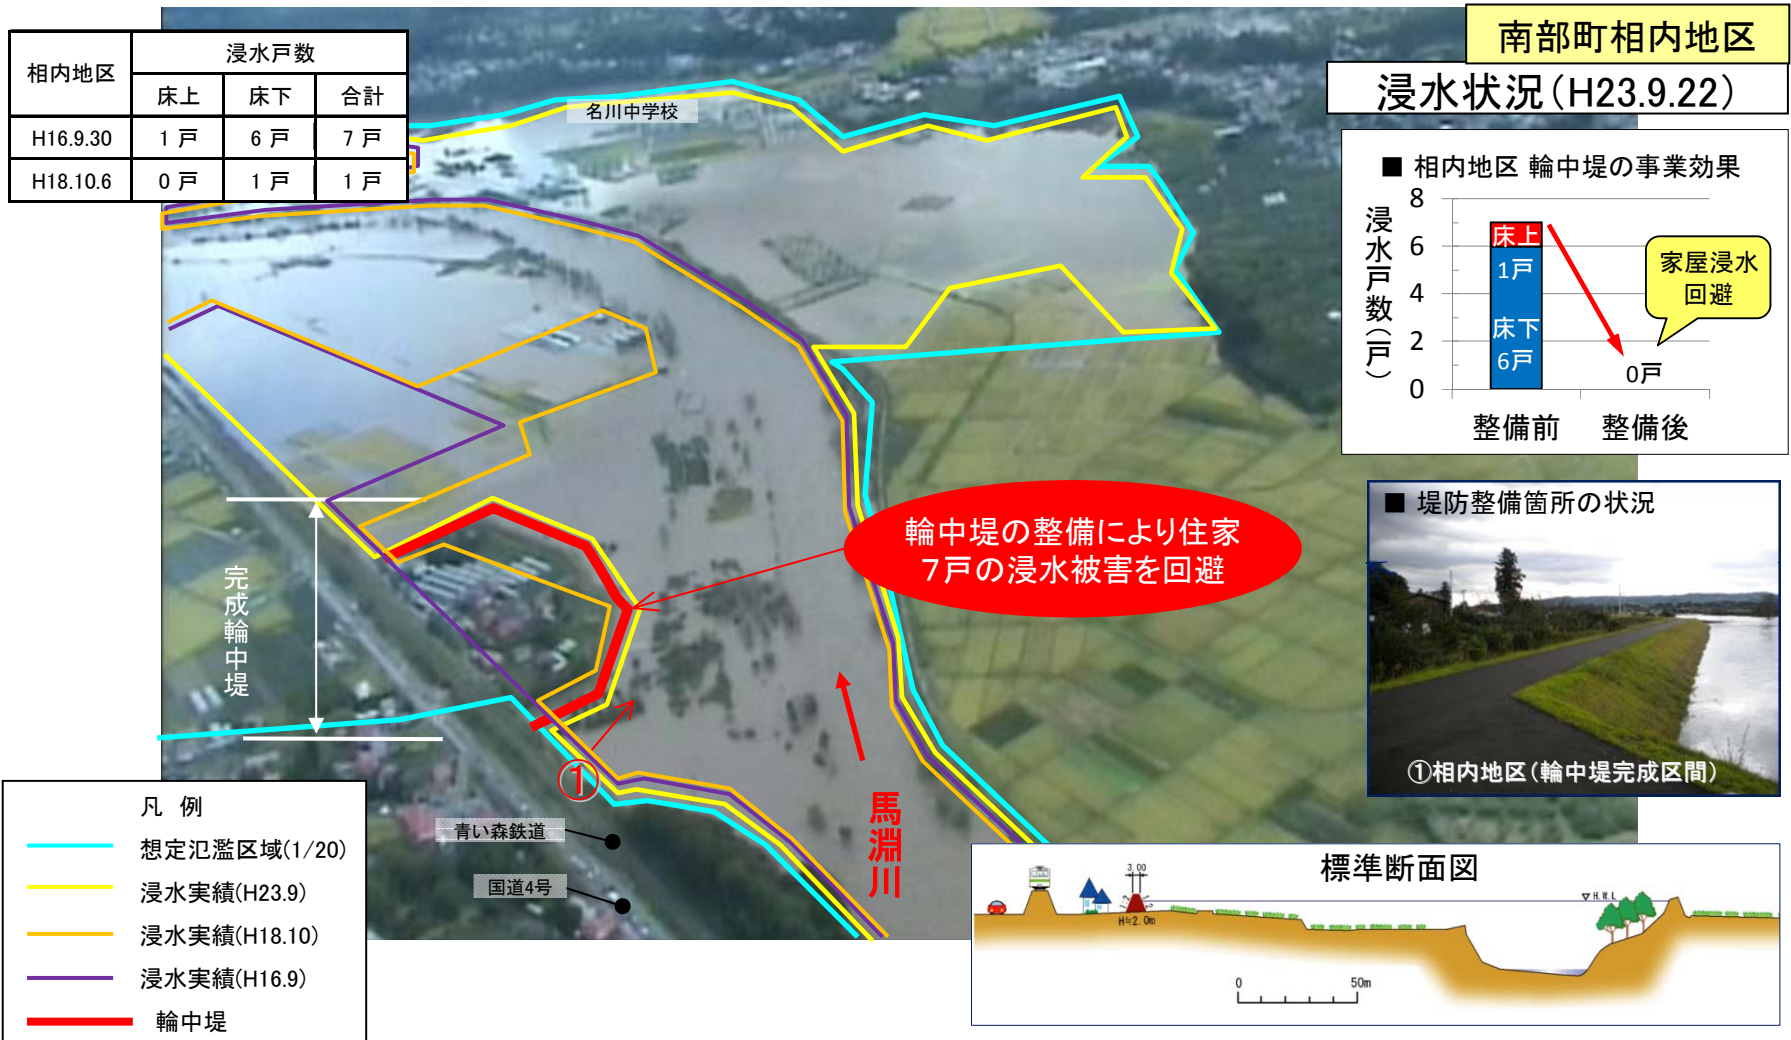 南部町相内地区
浸水状況(H23.9.22)
相内地区 浸水戸数
床上 床下 合計
H16.9.30 1 戸 6 戸 7 戸
H18.10.6 0 戸 1 戸 1 戸
名川中学校
■ 相内地区 輪中堤の事業効果
浸水戸数(戸)
8
6
4
2
0
床上
1戸
床下
6戸
0戸
家屋浸水
回避
整備前 整備後
輪中堤の整備により住家
7戸の浸水被害を回避
■ 堤防整備箇所の状況
①相内地区(輪中堤完成区間)
完成輪中堤
①
馬淵川
青い森鉄道
国道4号
凡 例
想定氾濫区域(1/20)
浸水実績(H23.9)
浸水実績(H18.10)
浸水実績(H16.9)
輪中堤
標準断面図
3.00
1:2 1:2
H≒2.0m
▽H.W.L
0 50m